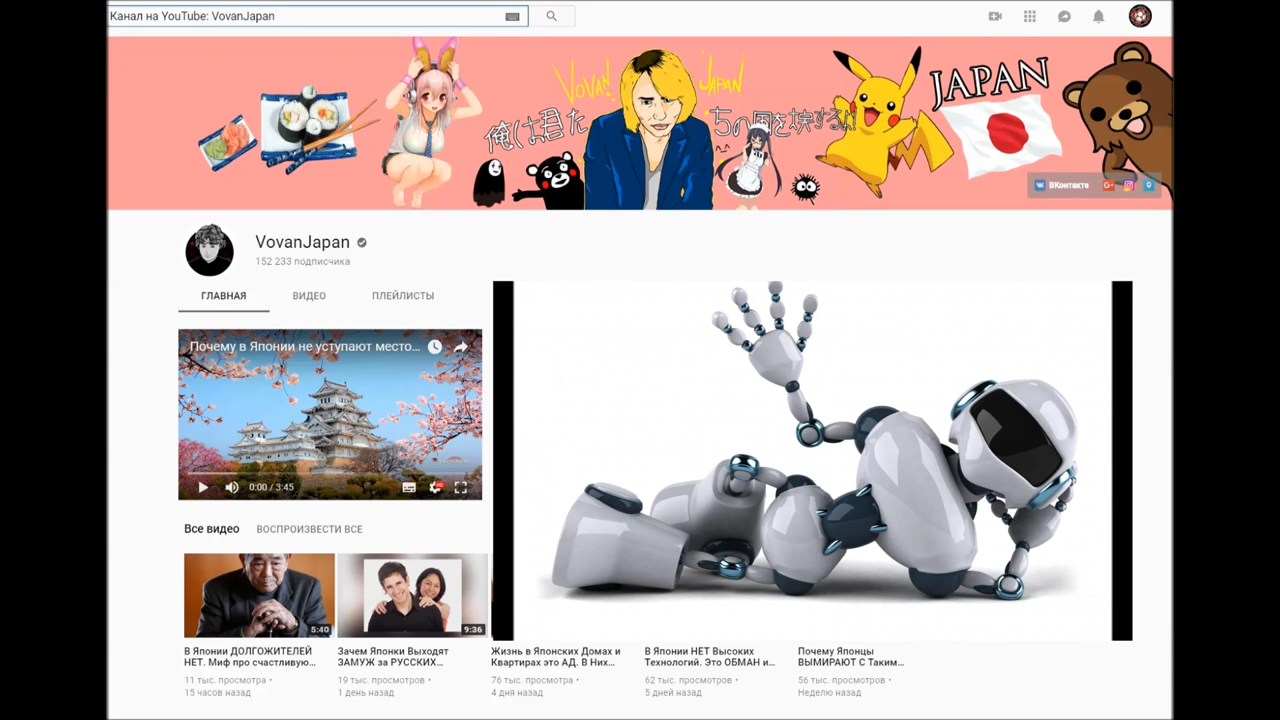 Канал на YouTube: VovanJapan
VOVAN! JAPAN
俺は君た
ちの国を
JAPAN
ВКонтакте
VovanJapan
152 233 подписчика
ГЛАВНАЯ ВИДЕО ПЛЕЙЛИСТЫ
Почему в Японии не уступают место...
0:00 / 3:45
HD
Все видео ВОСПРОИЗВЕСТИ ВСЕ
5:40
9:36
В Японии ДОЛГОЖИТЕЛЕЙ
НЕТ. Миф про счастливую...
11 тыс. просмотра •
15 часов назад
Зачем Японки Выходят
ЗАМУЖ за РУССКИХ...
19 тыс. просмотров •
1 день назад
Жизнь в Японских Домах и
Квартирах это АД. В Них...
76 тыс. просмотра •
4 дня назад
В Японии НЕТ Высоких
Технологий. Это ОБМАН и...
62 тыс. просмотров •
5 дней назад
Почему Японцы
ВЫМИРАЮТ С Таким...
56 тыс. просмотров •
Неделю назад